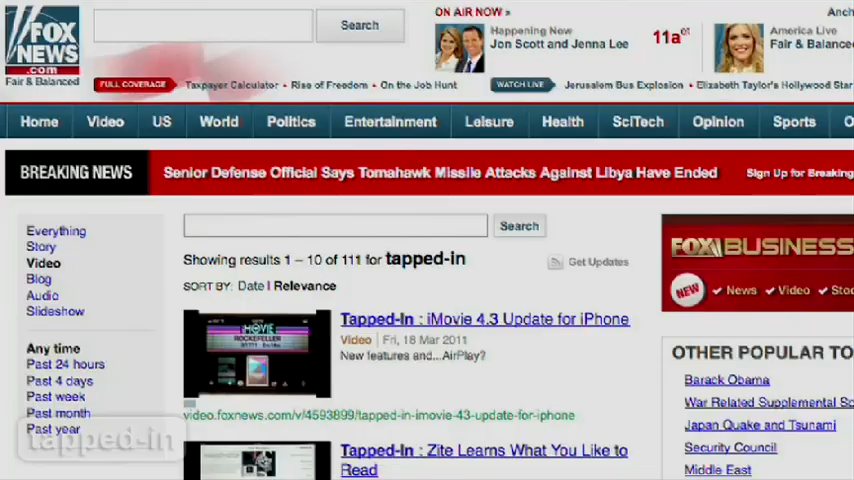 FOX
NEWS
.com
Fair & Balanced
Search
ON AIR NOW »
Happening Now
Jon Scott and Jenna Lee
11a
America Live
Fair & Balanced
FULL COVERAGE
Taxpayer Calculator • Rise of Freedom • On the Job Hunt
WATCH LIVE
Jerusalem Bus Explosion • Elizabeth Taylor's Hollywood Star
Home Video US World Politics Entertainment Leisure Health SciTech Opinion Sports
BREAKING NEWS
Senior Defense Official Says Tomahawk Missile Attacks Against Libya Have Ended
Sign Up for Breaking
Everything
Story
Video
Blog
Audio
Slideshow
Any time
Past 24 hours
Past 4 days
Past week
Past month
Past year
tapped-in
Search
Showing results 1 – 10 of 111 for tapped-in
Get Updates
SORT BY: Date | Relevance
iMOVIE
ROCKEFELLER
Tapped-In : iMovie 4.3 Update for iPhone
Video | Fri, 18 Mar 2011
New features and...AirPlay?
video.foxnews.com/v/4593899/tapped-in-imovie-43-update-for-iphone
Tapped-In : Zite Learns What You Like to
Read
FOX BUSINESS
NEW
News Video
OTHER POPULAR TO
Barack Obama
War Related Supplemental
Japan Quake and Tsunami
Security Council
Middle East